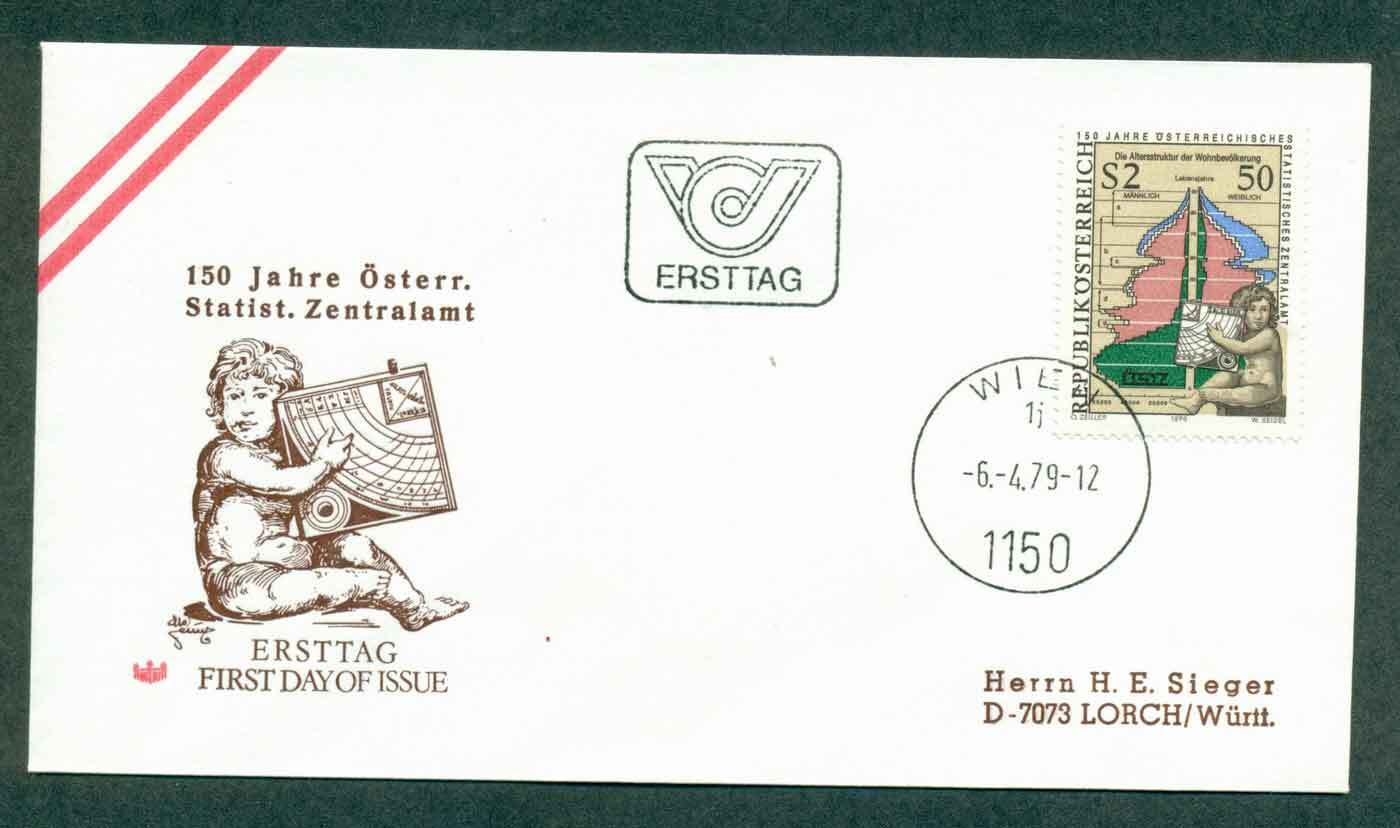 150 Jahre Österr.
Statist. Zentralamt
ERSTTAG
FIRST DAY OF ISSUE
ERSTTAG
150 JAHRE ÖSTERREICHISCHES
STATISTISCHES ZENTRALAMT
REPUBLIK ÖSTERREICH
Die Altersstruktur der Wohnbevölkerung
S2 50
Lebensjahre
MÄNNLICH WEIBLICH
O. ZEILLER 1979 W. SEIDEL
WIE
1j
-6.-4.79-12
1150
Herrn H. E. Sieger
D-7073 LORCH/Württ.